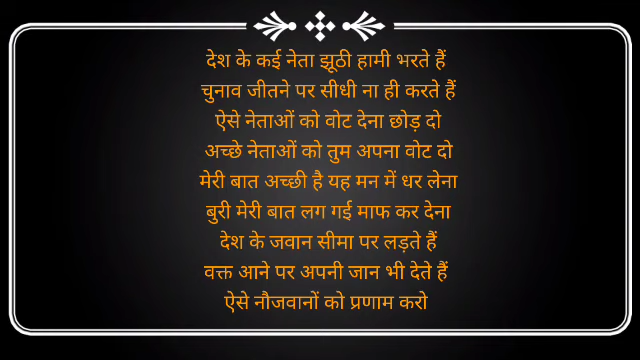 देश के कई नेता झूठी हामी भरते हैं
चुनाव जीतने पर सीधी ना ही करते हैं
ऐसे नेताओं को वोट देना छोड़ दो
अच्छे नेताओं को तुम अपना वोट दो
मेरी बात अच्छी है यह मन में धर लेना
बुरी मेरी बात लग गई माफ कर देना
देश के जवान सीमा पर लड़ते हैं
वक्त आने पर अपनी जान भी देते हैं
ऐसे नौजवानों को प्रणाम करो